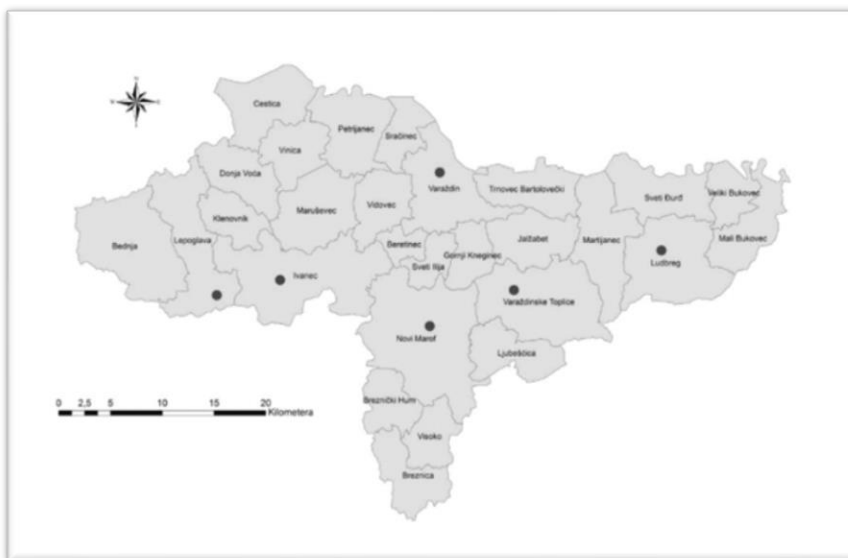 Cestica
Petrijanec
Sračinec
Vinica
Donja Voća
Varaždin
Trnovec Bartolovečki
Sveti Đurđ
Veliki Bukovec
Klenovnik
Maruševec
Vidovec
Bednja
Lepoglava
Beretinec
Gornji Kneginec
Jalžabet
Martijanec
Mali Bukovec
Sveti Ilija
Ludbreg
Ivanec
Varaždinske Toplice
Novi Marof
Ljubešćica
Breznički Hum
0 2,5 5 10 15 20
Kilometera
Visoko
Breznica